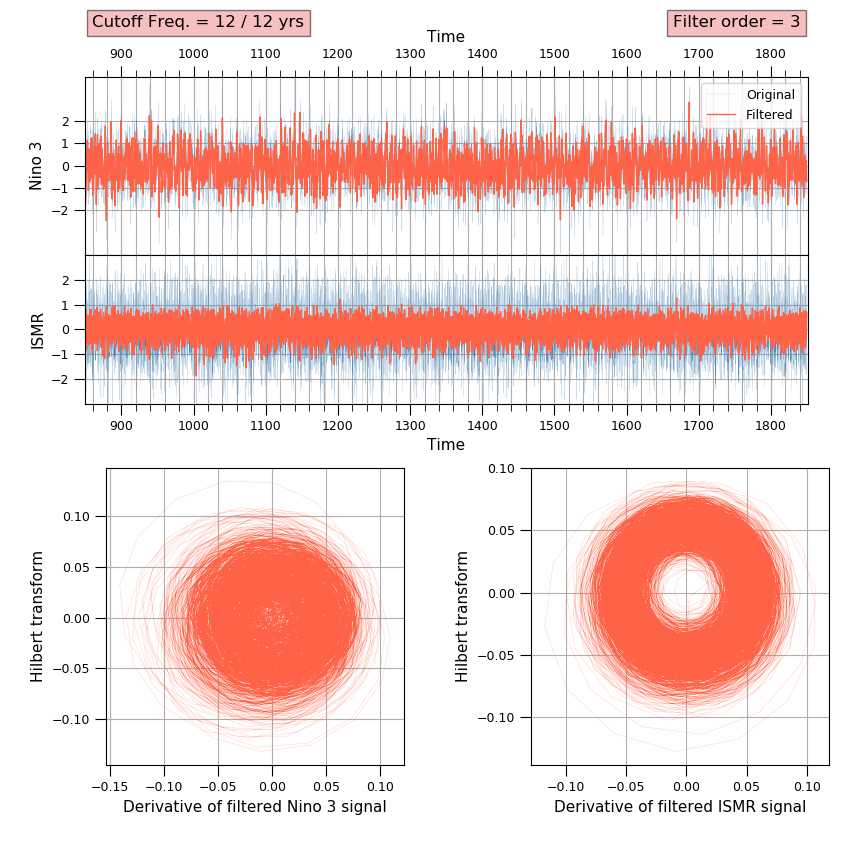 Cutoff Freq. = 12 / 12 yrs
Filter order = 3
Time
900 1000 1100 1200 1300 1400 1500 1600 1700 1800
Original
Filtered
Nino 3
2
1
0
−1
−2
ISMR
2
1
0
−1
−2
900 1000 1100 1200 1300 1400 1500 1600 1700 1800
Time
Hilbert transform
0.10
0.05
0.00
−0.05
−0.10
−0.15 −0.10 −0.05 0.00 0.05 0.10
Derivative of filtered Nino 3 signal
Hilbert transform
0.10
0.05
0.00
−0.05
−0.10
−0.10 −0.05 0.00 0.05 0.10
Derivative of filtered ISMR signal